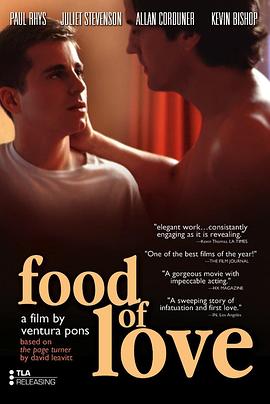 PAUL RHYS JULIET STEVENSON ALLAN CORDUNER KEVIN BISHOP
"elegant work...consistently
engaging as it is revealing."
—Kevin Thomas, LA TIMES
"One of the best films of the year!"
—THE FILM JOURNAL
"A gorgeous movie with
impeccable acting."
—HX MAGAZINE
"A sweeping story of
infatuation and first love."
—IN, Los Angeles
food
of
love
a film by
ventura pons
based on
the page turner
by david leavitt
TLA
RELEASING